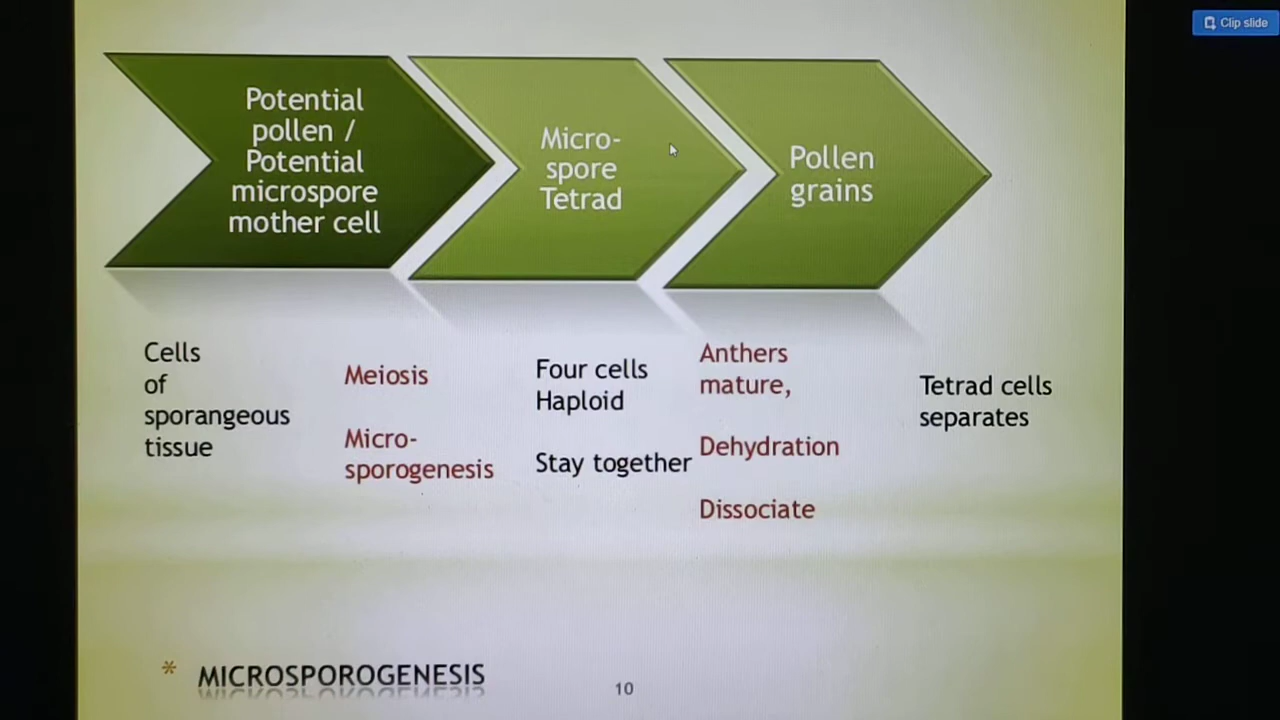 Clip slide
Potential
pollen /
Potential
microspore
mother cell
Micro-
spore
Tetrad
Pollen
grains
Cells
of
sporangeous
tissue
Meiosis
Micro-
sporogenesis
Four cells
Haploid
Stay together
Anthers
mature,
Dehydration
Dissociate
Tetrad cells
separates
* MICROSPOROGENESIS
10